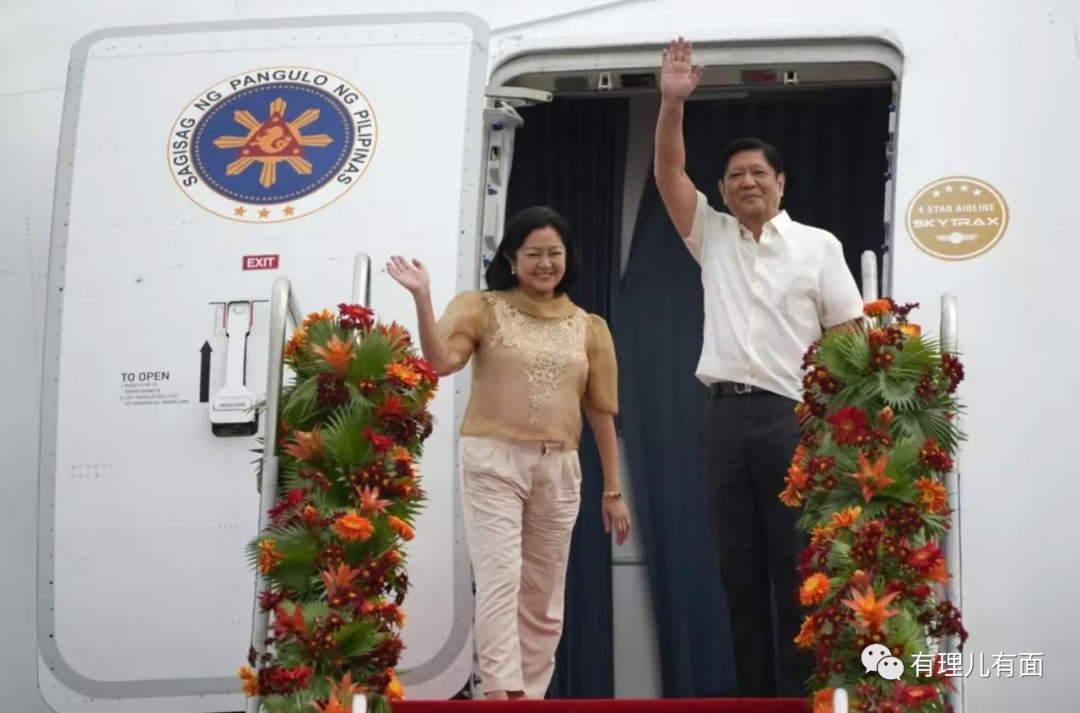 SAGISAG NG PANGULO NG PILIPINAS
EXIT
TO OPEN
4 STAR AIRLINE
SKYTRAX
有理儿有面